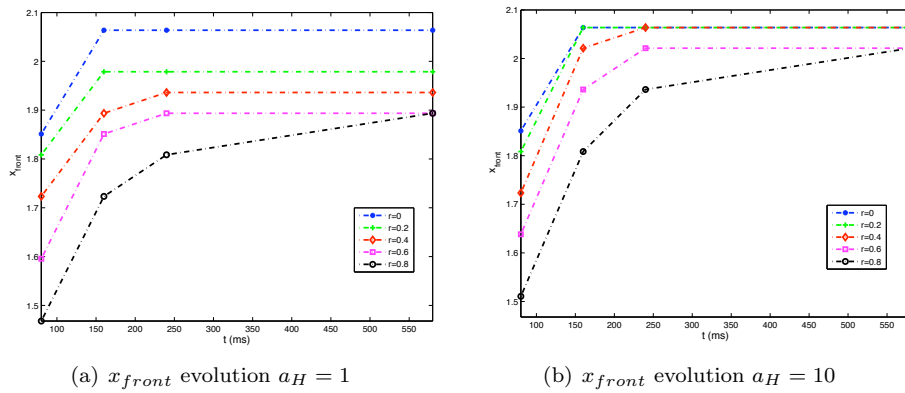 2.1
2
1.9
1.8
1.7
1.6
1.5
x_front
100 150 200 250 300 350 400 450 500 550
t (ms)
r=0
r=0.2
r=0.4
r=0.6
r=0.8
(a) x_front evolution a_H = 1
2.1
2
1.9
1.8
1.7
1.6
1.5
x_front
100 150 200 250 300 350 400 450 500 550
t (ms)
r=0
r=0.2
r=0.4
r=0.6
r=0.8
(b) x_front evolution a_H = 10